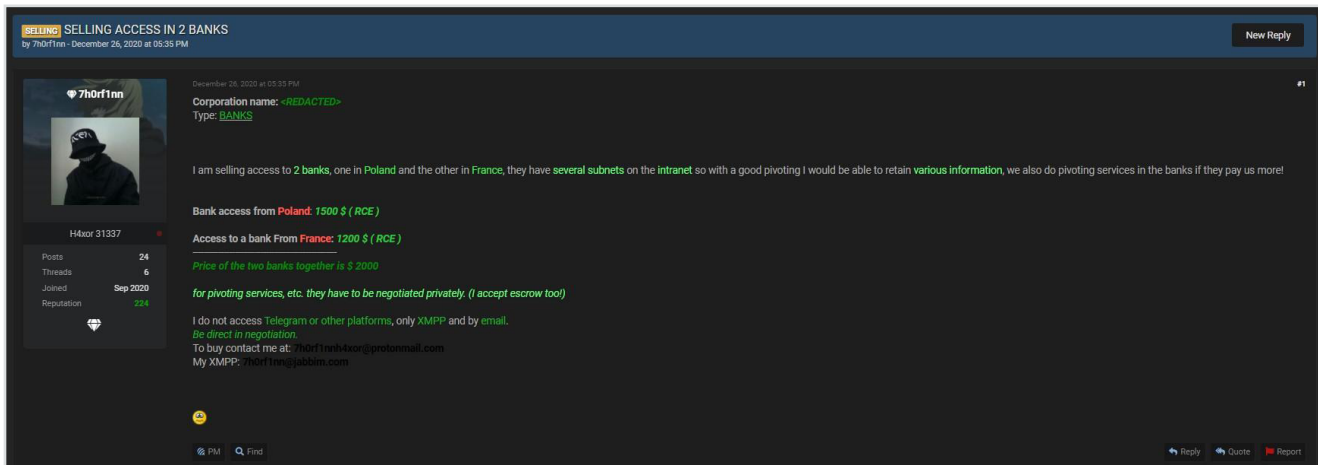 SELLING SELLING ACCESS IN 2 BANKS
by 7h0rf1nn - December 26, 2020 at 05:35 PM
New Reply
7h0rf1nn
H4xor 31337
Posts 24
Threads 6
Joined Sep 2020
Reputation 224
December 26, 2020 at 05:35 PM
#1
Corporation name: <REDACTED>
Type: BANKS
I am selling access to 2 banks, one in Poland and the other in France, they have several subnets on the intranet so with a good pivoting I would be able to retain various information, we also do pivoting services in the banks if they pay us more!
Bank access from Poland: 1500 $ ( RCE )
Access to a bank From France: 1200 $ ( RCE )
Price of the two banks together is $ 2000
for pivoting services, etc. they have to be negotiated privately. (I accept escrow too!)
I do not access Telegram or other platforms, only XMPP and by email.
Be direct in negotiation.
To buy contact me at: 7h0rf1nnh4xor@protonmail.com
My XMPP: 7h0rf1nn@jabbim.com
PM Find
Reply Quote Report